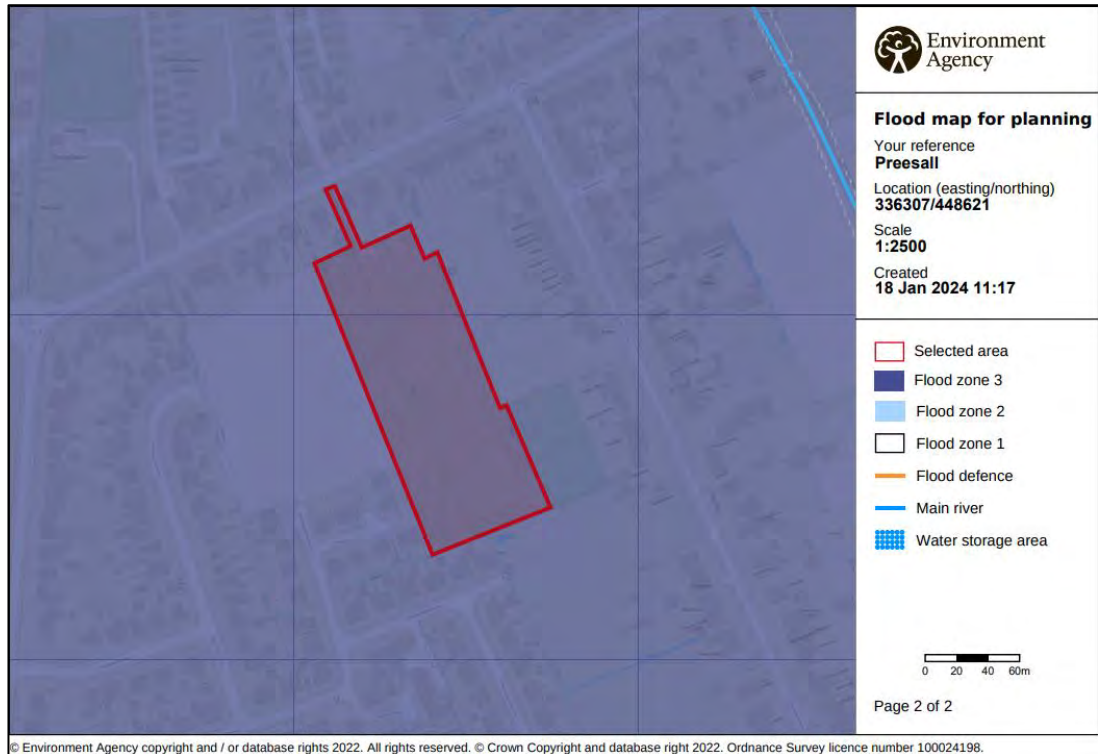 Environment
Agency
Flood map for planning
Your reference
Preesall
Location (easting/northing)
336307/448621
Scale
1:2500
Created
18 Jan 2024 11:17
Selected area
Flood zone 3
Flood zone 2
Flood zone 1
Flood defence
Main river
Water storage area
0 20 40 60m
Page 2 of 2
© Environment Agency copyright and / or database rights 2022. All rights reserved. © Crown Copyright and database right 2022. Ordnance Survey licence number 100024198.